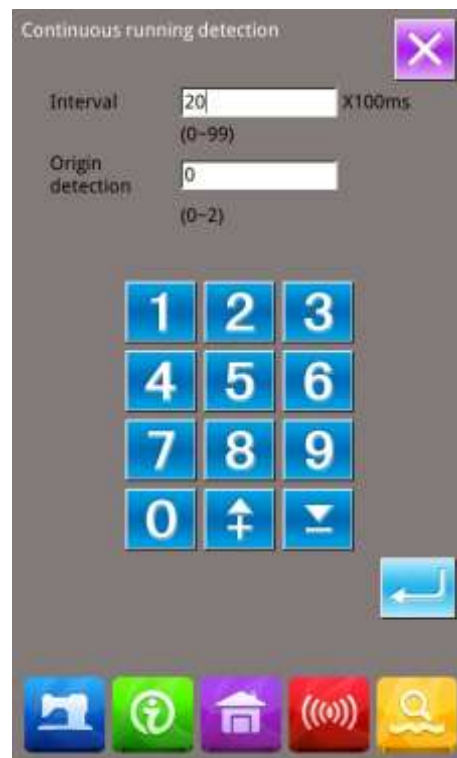 Continuous running detection
Interval 20 X100ms
(0~99)
Origin
detection 0
(0~2)
1 2 3
4 5 6
7 8 9
0